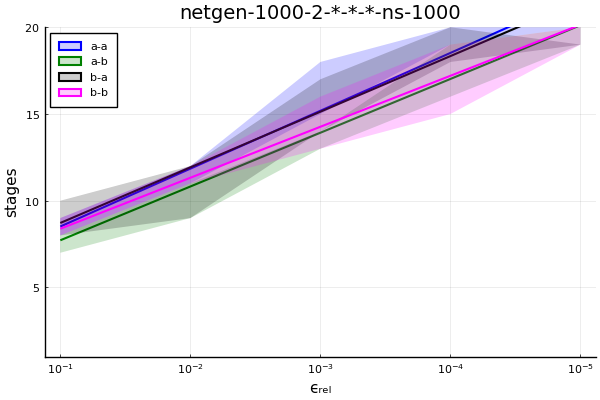 netgen-1000-2-*-*-*-ns-1000
20
15
10
5
stages
a-a
a-b
b-a
b-b
10⁻¹ 10⁻² 10⁻³ 10⁻⁴ 10⁻⁵
ϵᵣₑₗ